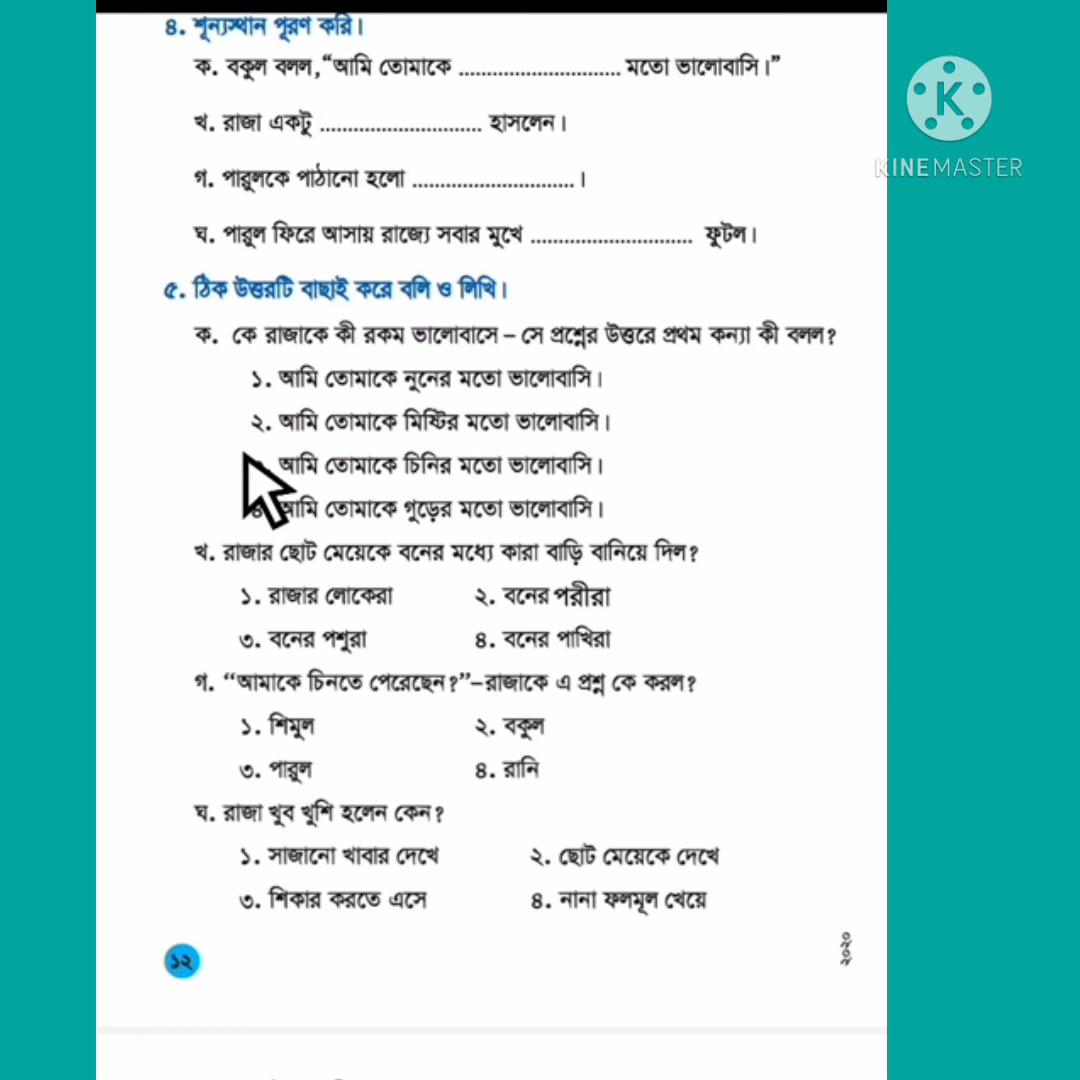 ৪. শূন্যস্থান পূরণ করি।
ক. বকুল বলল,“আমি তোমাকে ............................. মতো ভালোবাসি।”
K
খ. রাজা একটু ............................. হাসলেন।
KINEMASTER
গ. পারুলকে পাঠানো হলো .............................।
ঘ. পারুল ফিরে আসায় রাজ্যে সবার মুখে ............................. ফুটল।
৫. ঠিক উত্তরটি বাছাই করে বলি ও লিখি।
ক. কে রাজাকে কী রকম ভালোবাসে – সে প্রশ্নের উত্তরে প্রথম কন্যা কী বলল?
১. আমি তোমাকে নুনের মতো ভালোবাসি।
২. আমি তোমাকে মিষ্টির মতো ভালোবাসি।
আমি তোমাকে চিনির মতো ভালোবাসি।
৪. আমি তোমাকে গুড়ের মতো ভালোবাসি।
খ. রাজার ছোট মেয়েকে বনের মধ্যে কারা বাড়ি বানিয়ে দিল?
১. রাজার লোকেরা ২. বনের পরীরা
৩. বনের পশুরা ৪. বনের পাখিরা
গ. “আমাকে চিনতে পেরেছেন?”–রাজাকে এ প্রশ্ন কে করল?
১. শিমুল ২. বকুল
৩. পারুল ৪. রানি
ঘ. রাজা খুব খুশি হলেন কেন?
১. সাজানো খাবার দেখে ২. ছোট মেয়েকে দেখে
৩. শিকার করতে এসে ৪. নানা ফলমূল খেয়ে
১২
২০২০